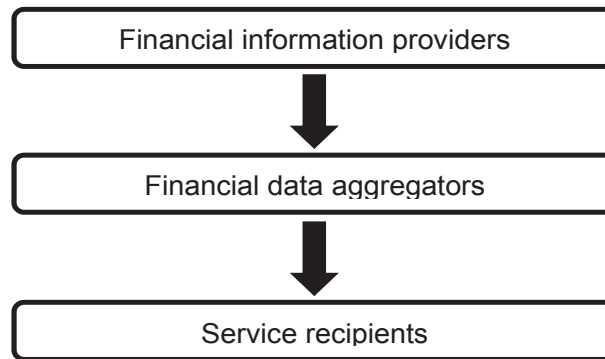 Financial information providers
Financial data aggregators
Service recipients